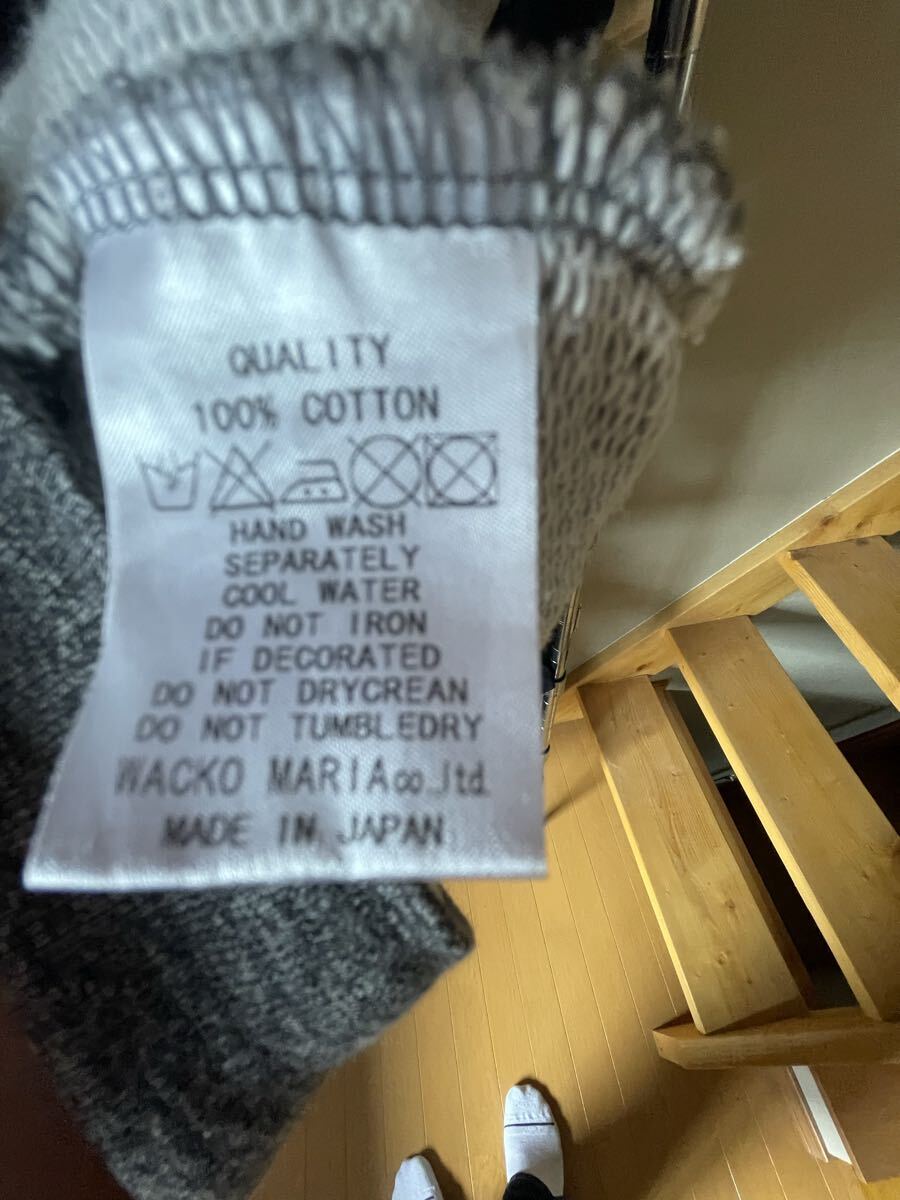 QUALITY
100% COTTON
HAND WASH
SEPARATELY
COOL WATER
DO NOT IRON
IF DECORATED
DO NOT DRYCREAN
DO NOT TUMBLEDRY
WACKO MARIA co.,ltd.
MADE IN JAPAN